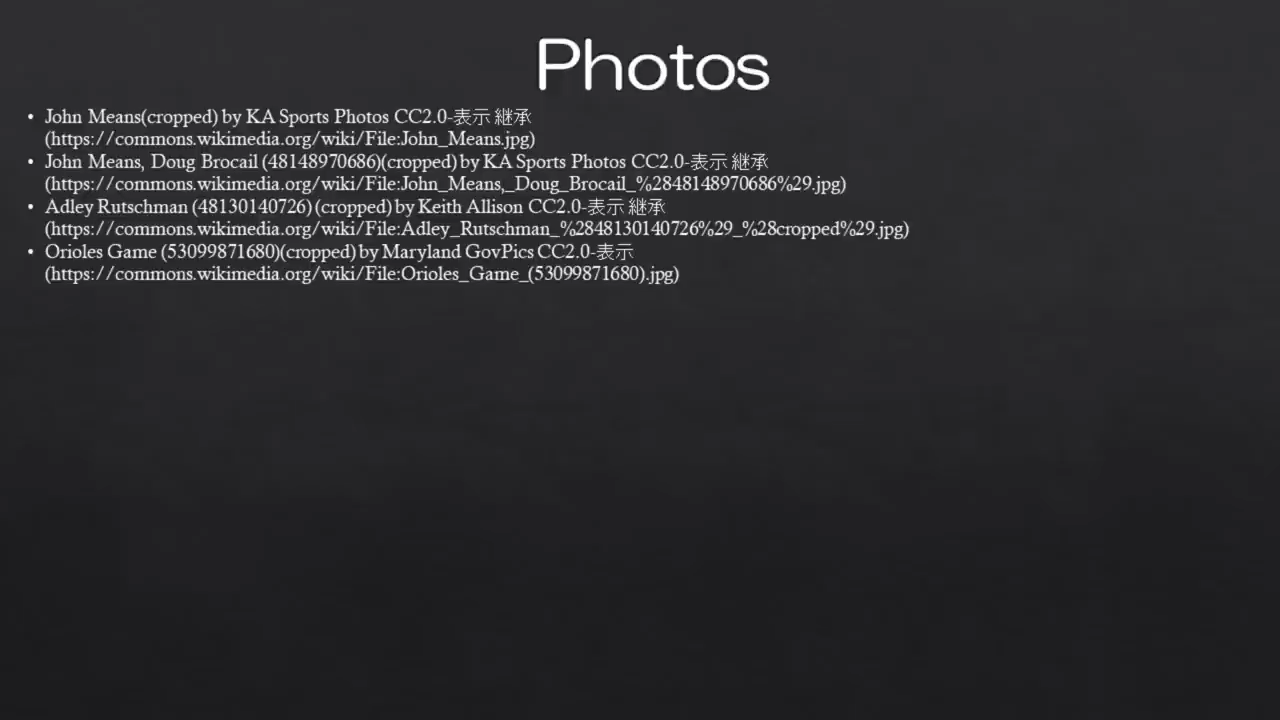 Photos
• John Means(cropped) by KA Sports Photos CC2.0-表示 継承
(https://commons.wikimedia.org/wiki/File:John_Means.jpg)
• John Means, Doug Brocail (48148970686)(cropped) by KA Sports Photos CC2.0-表示 継承
(https://commons.wikimedia.org/wiki/File:John_Means,_Doug_Brocail_%2848148970686%29.jpg)
• Adley Rutschman (48130140726) (cropped) by Keith Allison CC2.0-表示 継承
(https://commons.wikimedia.org/wiki/File:Adley_Rutschman_%2848130140726%29_%28cropped%29.jpg)
• Orioles Game (53099871680)(cropped) by Maryland GovPics CC2.0-表示
(https://commons.wikimedia.org/wiki/File:Orioles_Game_(53099871680).jpg)